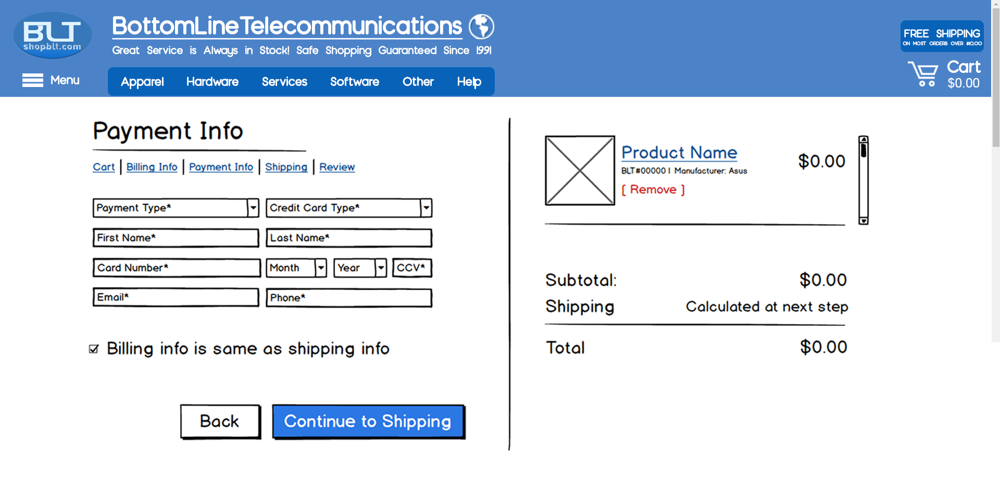 BLT
shopblt.com
BottomLineTelecommunications
Great Service is Always in Stock! Safe Shopping Guaranteed Since 1991
FREE SHIPPING
ON MOST ORDERS OVER $10.00
Cart
$0.00
Menu
Apparel Hardware Services Software Other Help
Payment Info
Cart | Billing Info | Payment Info | Shipping | Review
Payment Type* Credit Card Type*
First Name* Last Name*
Card Number* Month Year CCV*
Email* Phone*
Billing info is same as shipping info
Back Continue to Shipping
Product Name $0.00
BLT#00000 | Manufacturer: Asus
[ Remove ]
Subtotal: $0.00
Shipping Calculated at next step
Total $0.00